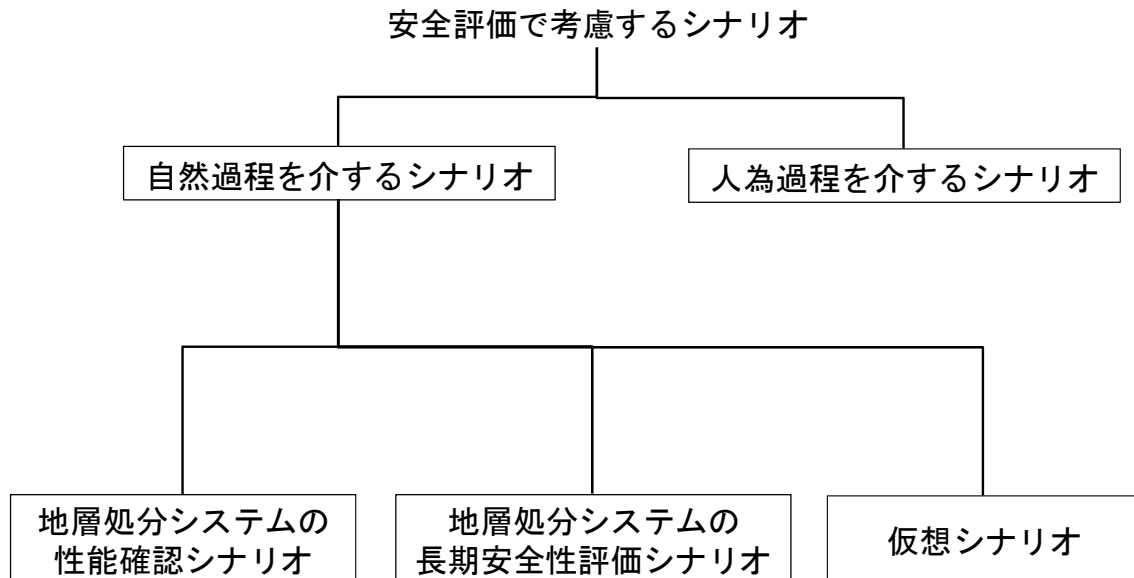 安全評価で考慮するシナリオ
自然過程を介するシナリオ
人為過程を介するシナリオ
地層処分システムの
性能確認シナリオ
地層処分システムの
長期安全性評価シナリオ
仮想シナリオ